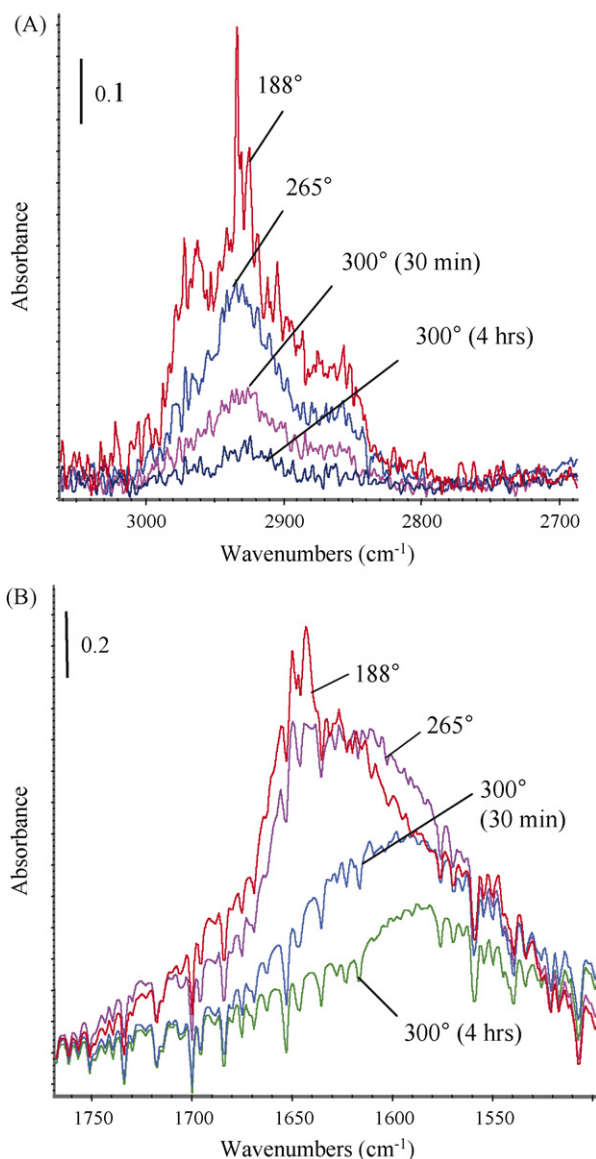 (A)
0.1
188°
265°
300° (30 min)
300° (4 hrs)
Absorbance
3000 2900 2800 2700
Wavenumbers (cm⁻¹)
(B)
0.2
188°
265°
300°
(30 min)
300° (4 hrs)
Absorbance
1750 1700 1650 1600 1550
Wavenumbers (cm⁻¹)